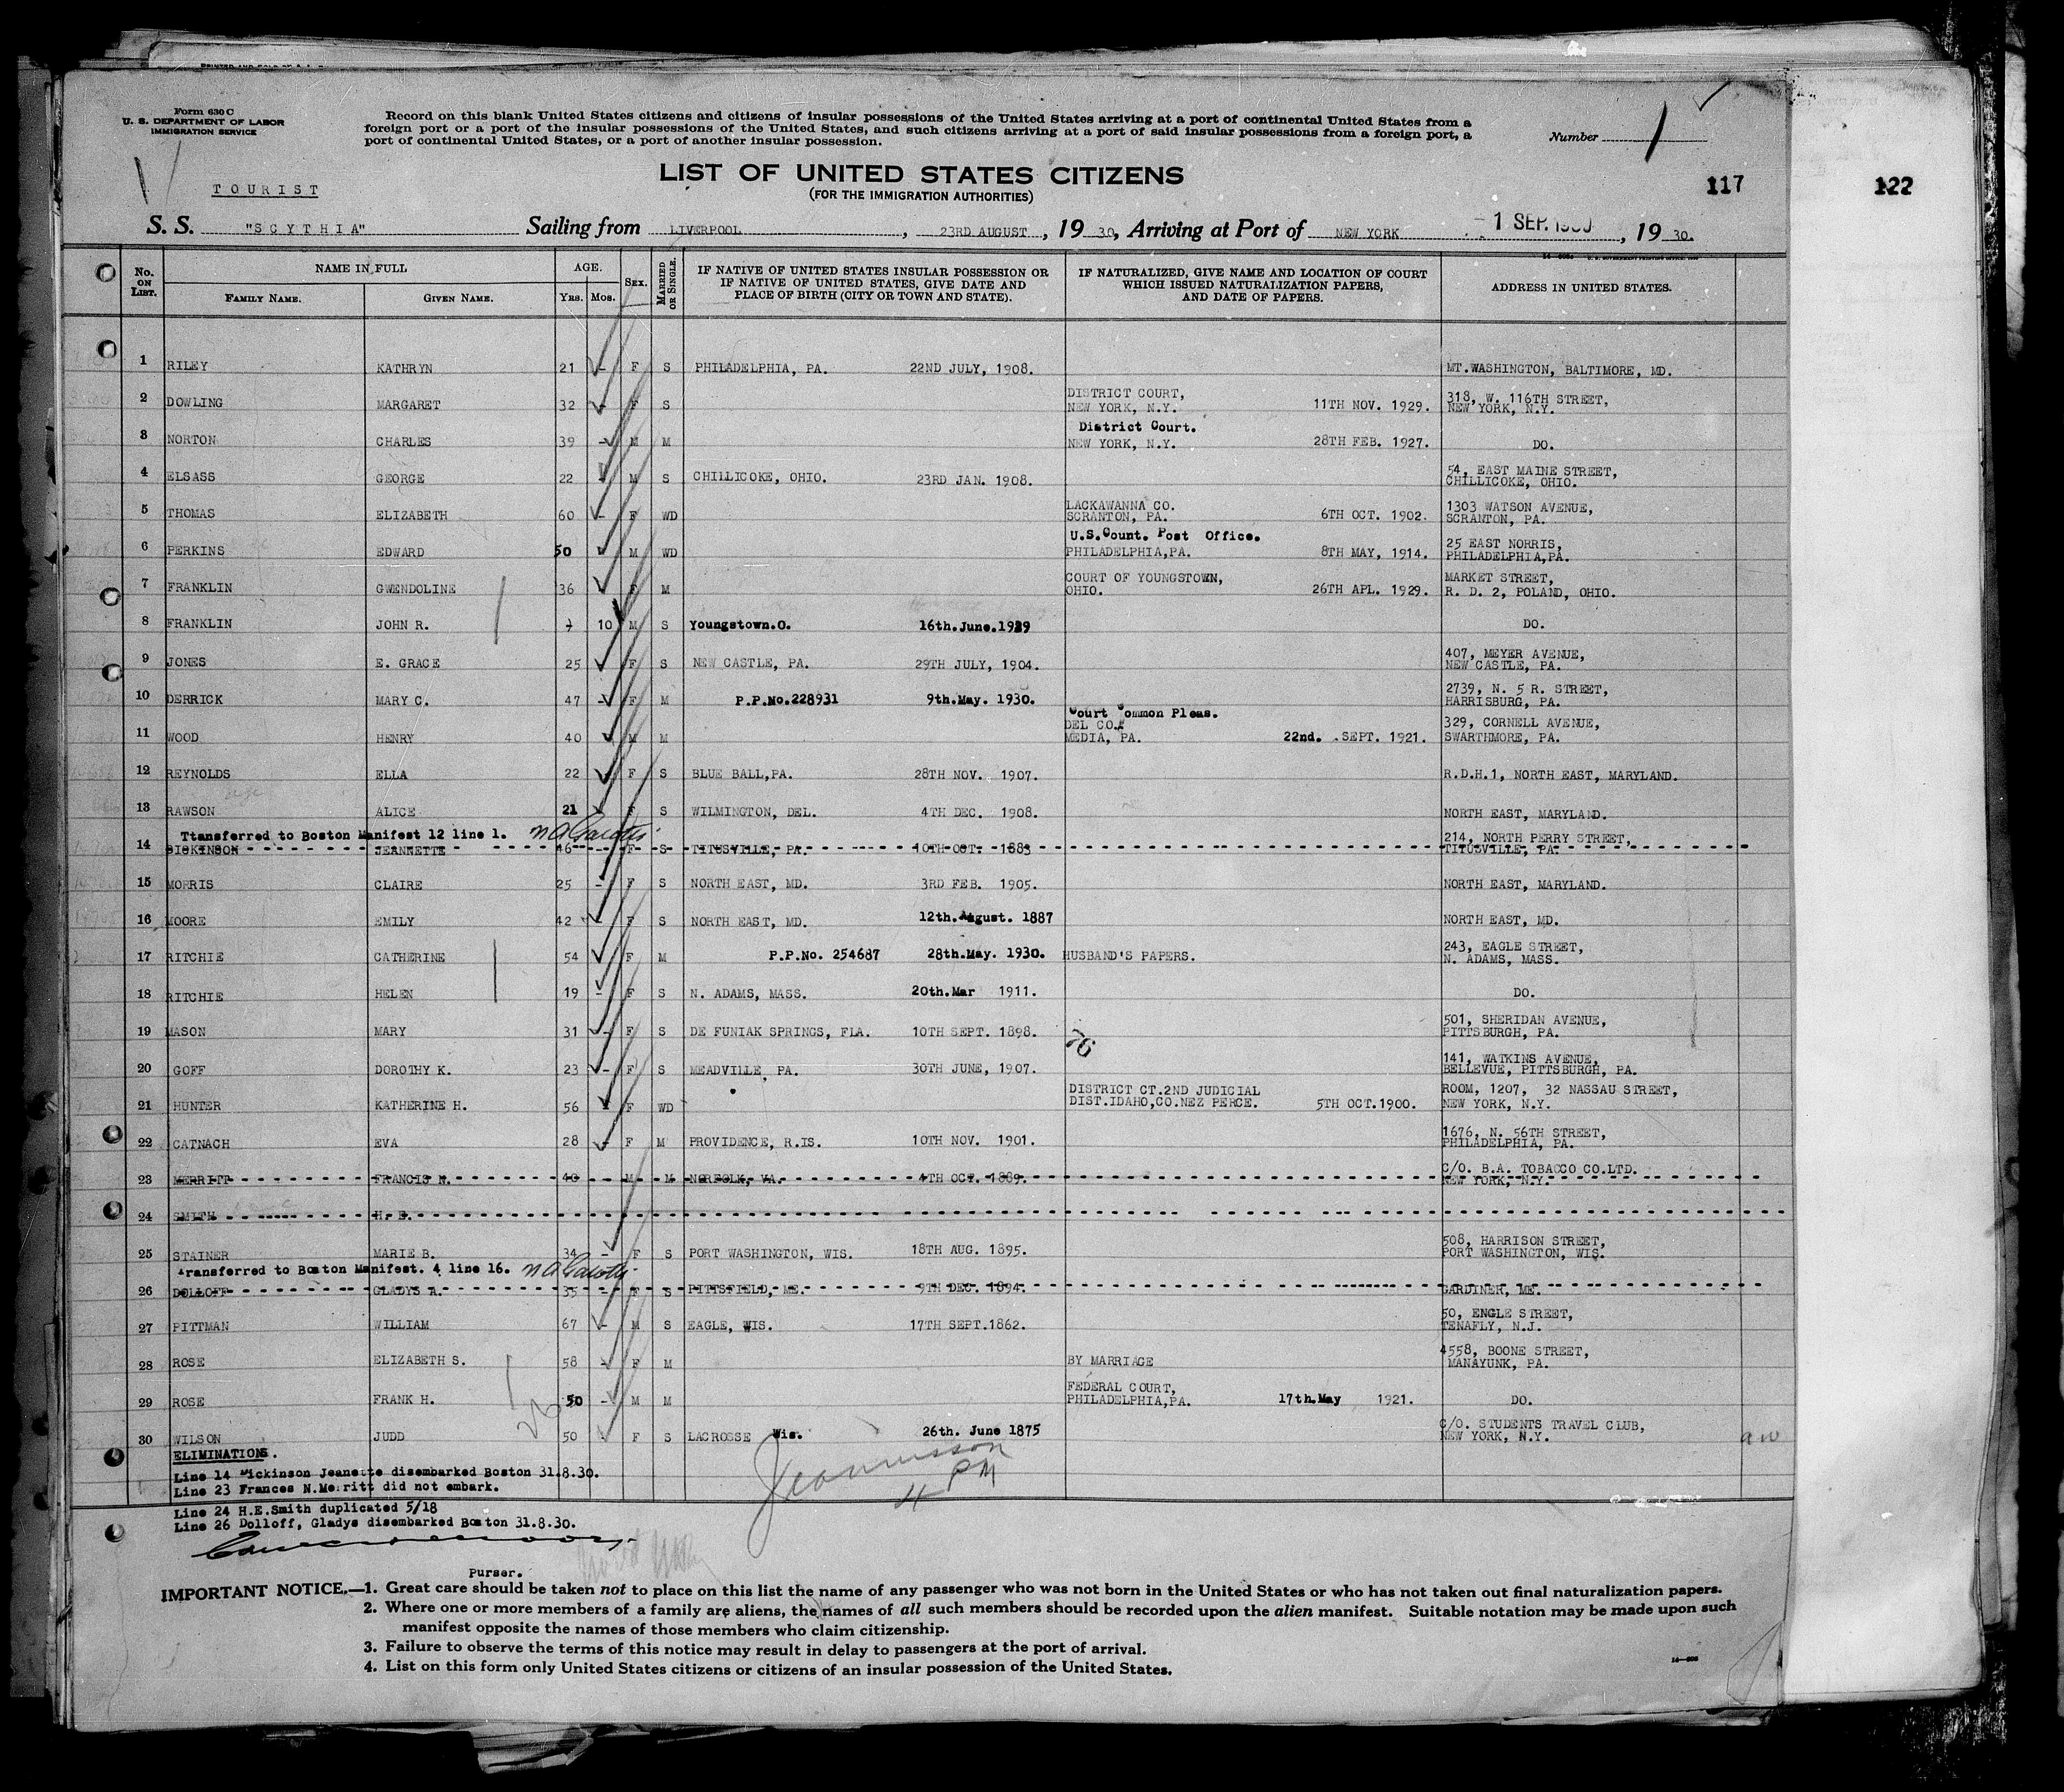 Form 630 C
U. S. DEPARTMENT OF LABOR
IMMIGRATION SERVICE
Record on this blank United States citizens and citizens of insular possessions of the United States arriving at a port of continental United States from a
foreign port or a port of the insular possessions of the United States, and such citizens arriving at a port of said insular possessions from a foreign port, a
port of continental United States, or a port of another insular possession.
Number 1
LIST OF UNITED STATES CITIZENS
(FOR THE IMMIGRATION AUTHORITIES)
117
122
TOURIST
S. S. "SCYTHIA" Sailing from LIVERPOOL, 23RD AUGUST, 19 30, Arriving at Port of NEW YORK 1 SEP. 1930, 19 30.
No. ON LIST. NAME IN FULL FAMILY NAME. GIVEN NAME. AGE. Yrs. Mos. SEX. MARRIED OR SINGLE.
IF NATIVE OF UNITED STATES INSULAR POSSESSION OR IF NATIVE OF UNITED STATES, GIVE DATE AND PLACE OF BIRTH (CITY OR TOWN AND STATE).
IF NATURALIZED, GIVE NAME AND LOCATION OF COURT WHICH ISSUED NATURALIZATION PAPERS, AND DATE OF PAPERS.
ADDRESS IN UNITED STATES.
1 RILEY KATHRYN 21 - F S PHILADELPHIA, PA. 22ND JULY, 1908. MT.WASHINGTON, BALTIMORE, MD.
2 DOWLING MARGARET 32 - F S DISTRICT COURT, NEW YORK, N.Y. 11TH NOV. 1929. 318, W. 116TH STREET, NEW YORK, N.Y.
3 NORTON CHARLES 39 - M M District Court. NEW YORK, N.Y. 28TH FEB. 1927. DO.
4 ELSASS GEORGE 22 - M S CHILLICOKE, OHIO. 23RD JAN. 1908. 54, EAST MAINE STREET, CHILLICOKE, OHIO.
5 THOMAS ELIZABETH 60 - F WD LACKAWANNA CO. SCRANTON, PA. 6TH OCT. 1902. 1303 WATSON AVENUE, SCRANTON, PA.
6 PERKINS EDWARD 50 - M WD U.S.Count. Post Office. PHILADELPHIA,PA. 8TH MAY, 1914. 25 EAST NORRIS, PHILADELPHIA,PA.
7 FRANKLIN GWENDOLINE 36 F M COURT OF YOUNGSTOWN, OHIO. 26TH APL. 1929. MARKET STREET, R. D. 2, POLAND, OHIO.
8 FRANKLIN JOHN R. 10 M S Youngstown.O. 16th.June.1929 DO.
9 JONES E. GRACE 25 F S NEW CASTLE, PA. 29TH JULY, 1904. 407, MEYER AVENUE, NEW CASTLE, PA.
10 DERRICK MARY C. 47 - F M P.P.No.228931 9th.May. 1930. 2739, N. 5 R. STREET, HARRISBURG, PA.
11 WOOD HENRY 40 M M Court Common Pleas. DEL CO. MEDIA, PA. 22nd. SEPT. 1921. 329, CORNELL AVENUE, SWARTHMORE, PA.
12 REYNOLDS ELLA 22 F S BLUE BALL,PA. 28TH NOV. 1907. R.D.H.1, NORTH EAST, MARYLAND.
13 RAWSON ALICE 21 F S WILMINGTON, DEL. 4TH DEC. 1908. NORTH EAST, MARYLAND.
Ttansferred to Boston Manifest 12 line 1.
14 DICKINSON JEANNETTE 46 - F S TITUSVILLE, PA. 10TH OCT. 1883 214, NORTH PERRY STREET, TITUSVILLE, PA.
15 MORRIS CLAIRE 25 - F S NORTH EAST, MD. 3RD FEB. 1905. NORTH EAST, MARYLAND.
16 MOORE EMILY 42 - F S NORTH EAST, MD. 12th.August. 1887 NORTH EAST, MD.
17 RITCHIE CATHERINE 54 F M P.P.No. 254687 28th.May. 1930. HUSBAND'S PAPERS. 243, EAGLE STREET, N. ADAMS, MASS.
18 RITCHIE HELEN 19 - F S N. ADAMS, MASS. 20th.Mar 1911. DO.
19 MASON MARY 31 - F S DE FUNIAK SPRINGS, FLA. 10TH SEPT. 1898. 501, SHERIDAN AVENUE, PITTSBURGH, PA.
20 GOFF DOROTHY K. 23 - F S MEADVILLE, PA. 30TH JUNE, 1907. 141, WATKINS AVENUE, BELLEVUE, PITTSBURGH, PA.
21 HUNTER KATHERINE H. 56 F WD DISTRICT CT.2ND JUDICIAL DIST.IDAHO,CO.NEZ PERCE. 5TH OCT.1900. ROOM, 1207, 32 NASSAU STREET, NEW YORK, N.Y.
22 CATNACH EVA 28 - F M PROVIDENCE, R.IS. 10TH NOV. 1901. 1676, N. 56TH STREET, PHILADELPHIA, PA.
23 MERRITT FRANCIS N. 40 M M NORFOLK, VA. 4TH OCT. 1889. C/O. B.A. TOBACCO CO.LTD. NEW YORK, N.Y.
24 SMITH H. E.
25 STAINER MARIE B. 34 - F S PORT WASHINGTON, WIS. 18TH AUG. 1895. 508, HARRISON STREET, PORT WASHINGTON, WIS.
Transferred to Boston Manifest. 4 line 16.
26 DOLLOFF GLADYS A. 35 - F S PITTSFIELD, ME. 9TH DEC. 1894. GARDINER, ME.
27 PITTMAN WILLIAM 67 - M S EAGLE, WIS. 17TH SEPT.1862. 50, ENGLE STREET, TENAFLY, N.J.
28 ROSE ELIZABETH S. 58 - F M BY MARRIAGE 4558, BOONE STREET, MANAYUNK, PA.
29 ROSE FRANK H. 50 - M M FEDERAL COURT, PHILADELPHIA,PA. 17th.May 1921. DO.
30 WILSON JUDD 50 F S LACROSSE Wis. 26th. June 1875 C/O. STUDENTS TRAVEL CLUB, NEW YORK, N.Y.
ELIMINATIONS.
Line 14 Dickinson Jeanette disembarked Boston 31.8.30.
Line 23 Frances N.Merritt did not embark.
Line 24 H.E.Smith duplicated 5/18
Line 26 Dolloff, Gladys disembarked Boston 31.8.30.
Purser.
IMPORTANT NOTICE.—1. Great care should be taken not to place on this list the name of any passenger who was not born in the United States or who has not taken out final naturalization papers.
2. Where one or more members of a family are aliens, the names of all such members should be recorded upon the alien manifest. Suitable notation may be made upon such
manifest opposite the names of those members who claim citizenship.
3. Failure to observe the terms of this notice may result in delay to passengers at the port of arrival.
4. List on this form only United States citizens or citizens of an insular possession of the United States.